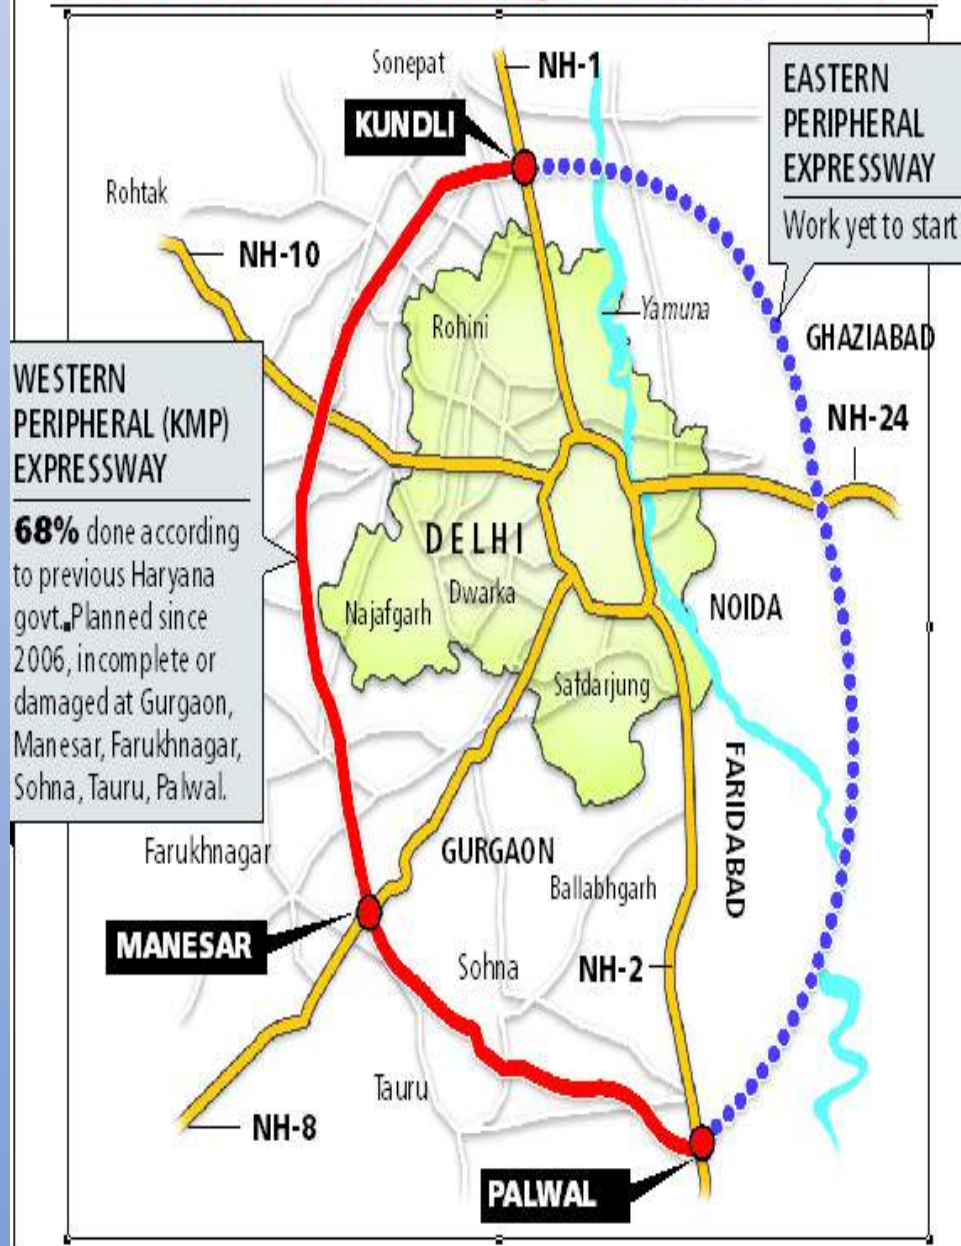 Sonepat
NH-1
KUNDLI
EASTERN
PERIPHERAL
EXPRESSWAY
Work yet to start
Rohtak
NH-10
Rohini
Yamuna
GHAZIABAD
WESTERN
PERIPHERAL (KMP)
EXPRESSWAY
68% done according
to previous Haryana
govt.■Planned since
2006, incomplete or
damaged at Gurgaon,
Manesar, Farukhnagar,
Sohna, Tauru, Palwal.
NH-24
DELHI
Dwarka
Najafgarh
NOIDA
Safdarjung
FARIDABAD
Farukhnagar
GURGAON
Ballabhgarh
MANESAR
Sohna
NH-2
Tauru
NH-8
PALWAL